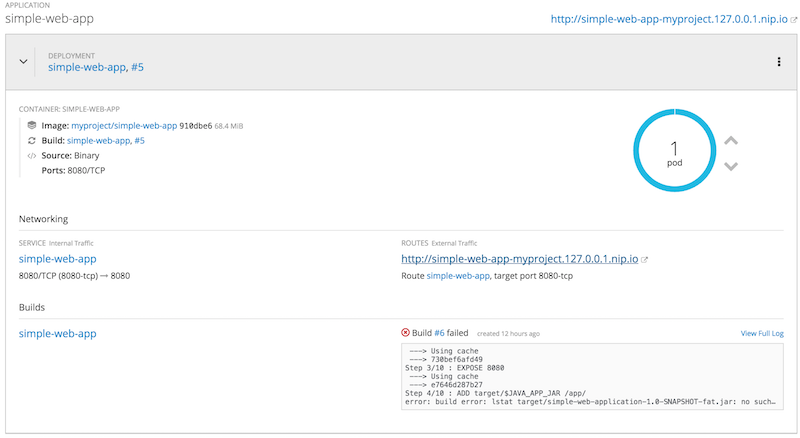 APPLICATION
simple-web-app
http://simple-web-app-myproject.127.0.0.1.nip.io
DEPLOYMENT
simple-web-app, #5
CONTAINER: SIMPLE-WEB-APP
Image: myproject/simple-web-app 910dbe6 68.4 MiB
Build: simple-web-app, #5
</> Source: Binary
Ports: 8080/TCP
1
pod
Networking
SERVICE Internal Traffic
simple-web-app
8080/TCP (8080-tcp) → 8080
ROUTES External Traffic
http://simple-web-app-myproject.127.0.0.1.nip.io
Route simple-web-app, target port 8080-tcp
Builds
simple-web-app
Build #6 failed created 12 hours ago
View Full Log
---> Using cache
---> 730bef6afd49
Step 3/10 : EXPOSE 8080
---> Using cache
---> e7646d287b27
Step 4/10 : ADD target/$JAVA_APP_JAR /app/
error: build error: lstat target/simple-web-application-1.0-SNAPSHOT-fat.jar: no such…